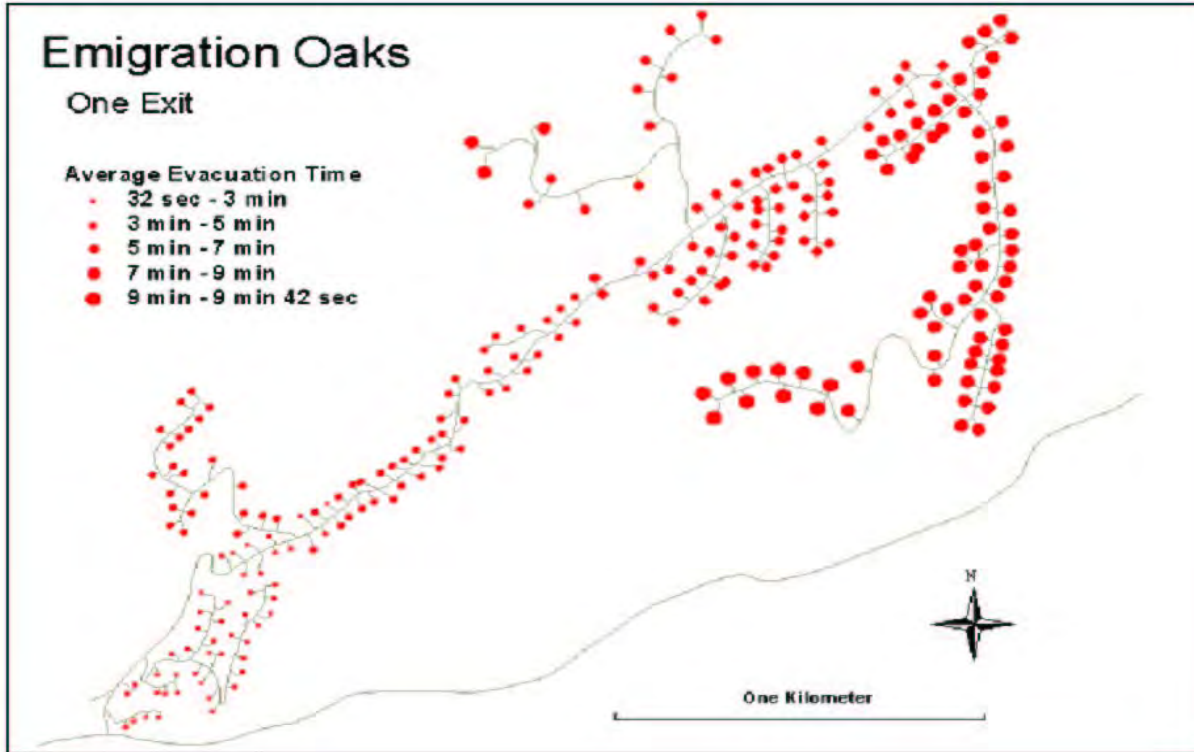 Emigration Oaks
One Exit
Average Evacuation Time
32 sec - 3 min
3 min - 5 min
5 min - 7 min
7 min - 9 min
9 min - 9 min 42 sec
N
One Kilometer